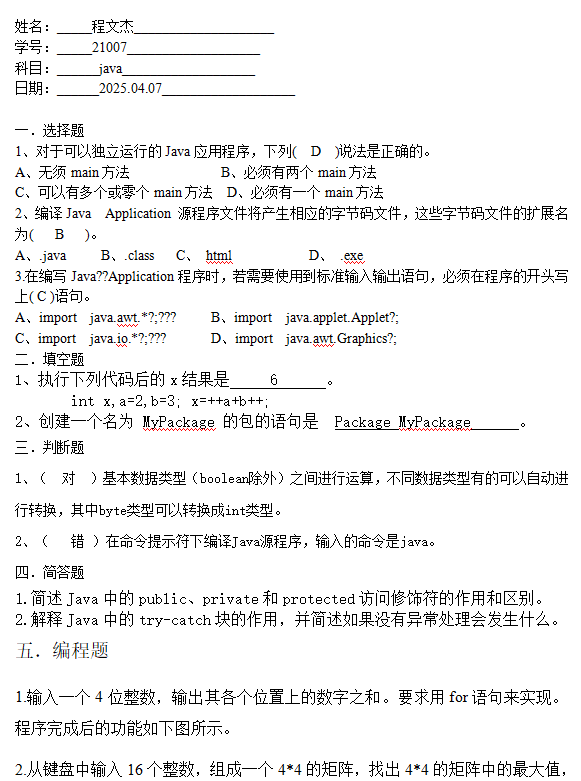 姓名：_____程文杰____________________
学号：_____21007____________________
科目：______java___________________
日期：______2025.04.07___________________
一．选择题
1、对于可以独立运行的 Java 应用程序，下列( D )说法是正确的。
A、无须 main 方法 B、必须有两个 main 方法
C、可以有多个或零个 main 方法 D、必须有一个 main 方法
2、编译 Java Application 源程序文件将产生相应的字节码文件，这些字节码文件的扩展名
为( B )。
A、.java B、.class C、 html D、 .exe
3.在编写 Java??Application 程序时，若需要使用到标准输入输出语句，必须在程序的开头写
上( C )语句。
A、import java.awt.*?;??? B、import java.applet.Applet?;
C、import java.io.*?;??? D、import java.awt.Graphics?;
二．填空题
1、执行下列代码后的 x 结果是_____6______。
int x,a=2,b=3; x=++a+b++;
2、创建一个名为 MyPackage 的包的语句是 Package MyPackage______。
三．判断题
1、（ 对 ）基本数据类型（boolean除外）之间进行运算，不同数据类型有的可以自动进
行转换，其中byte类型可以转换成int类型。
2、（ 错 ）在命令提示符下编译Java源程序，输入的命令是java。
四．简答题
1.简述 Java 中的 public、private 和 protected 访问修饰符的作用和区别。
2.解释 Java 中的 try-catch 块的作用，并简述如果没有异常处理会发生什么。
五．编程题
1.输入一个 4 位整数，输出其各个位置上的数字之和。要求用 for 语句来实现。
程序完成后的功能如下图所示。
2.从键盘中输入 16 个整数，组成一个 4*4 的矩阵，找出 4*4 的矩阵中的最大值，